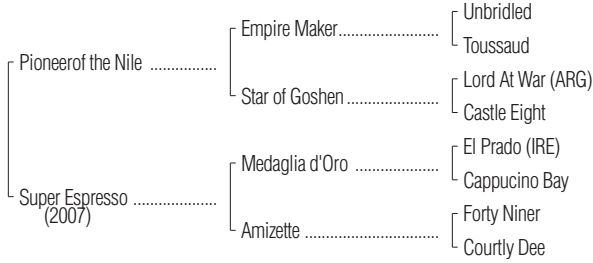 Unbridled
Empire Maker....................
Toussaud
Pioneerof the Nile ..............
Lord At War (ARG)
Star of Goshen..................
Castle Eight
El Prado (IRE)
Medaglia d'Oro ................
Cappucino Bay
Super Espresso .................
(2007)
Forty Niner
Amizette ..........................
Courtly Dee